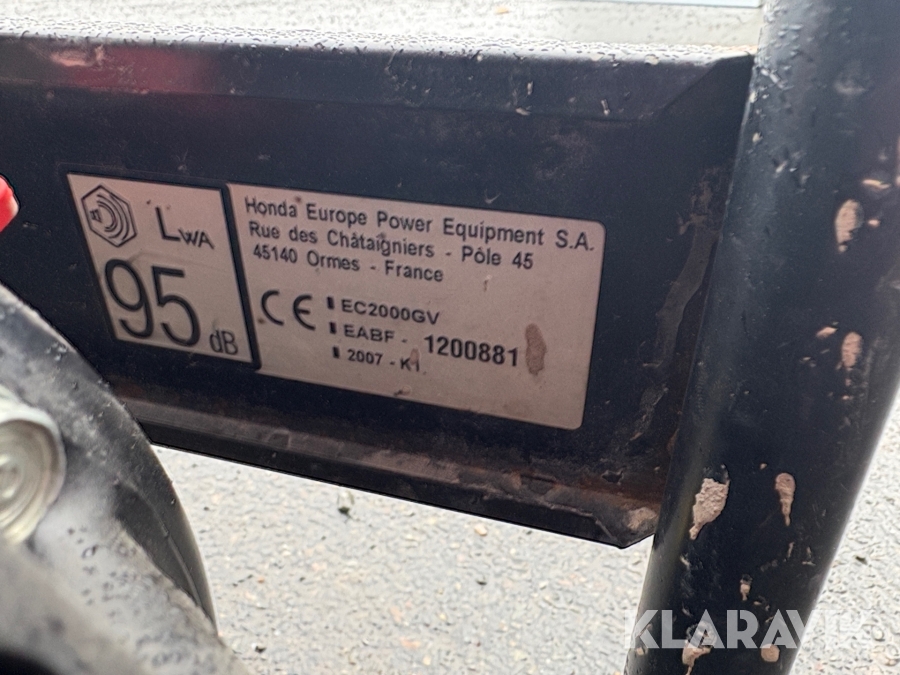 LWA
95 dB
Honda Europe Power Equipment S.A.
Rue des Châtaigniers - Pôle 45
45140 Ormes - France
CE
EC2000GV
EABF - 1200881
2007 - K1
KLARAVIK